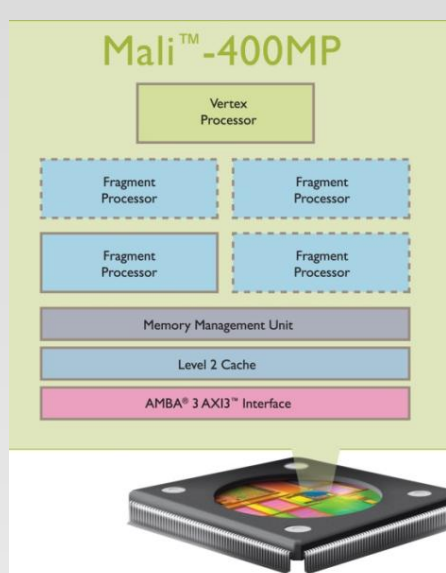 Mali™-400MP
Vertex
Processor
Fragment
Processor
Fragment
Processor
Fragment
Processor
Fragment
Processor
Memory Management Unit
Level 2 Cache
AMBA® 3 AXI3™ Interface